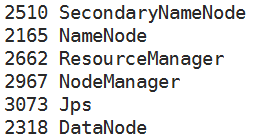 2510 SecondaryNameNode
2165 NameNode
2662 ResourceManager
2967 NodeManager
3073 Jps
2318 DataNode